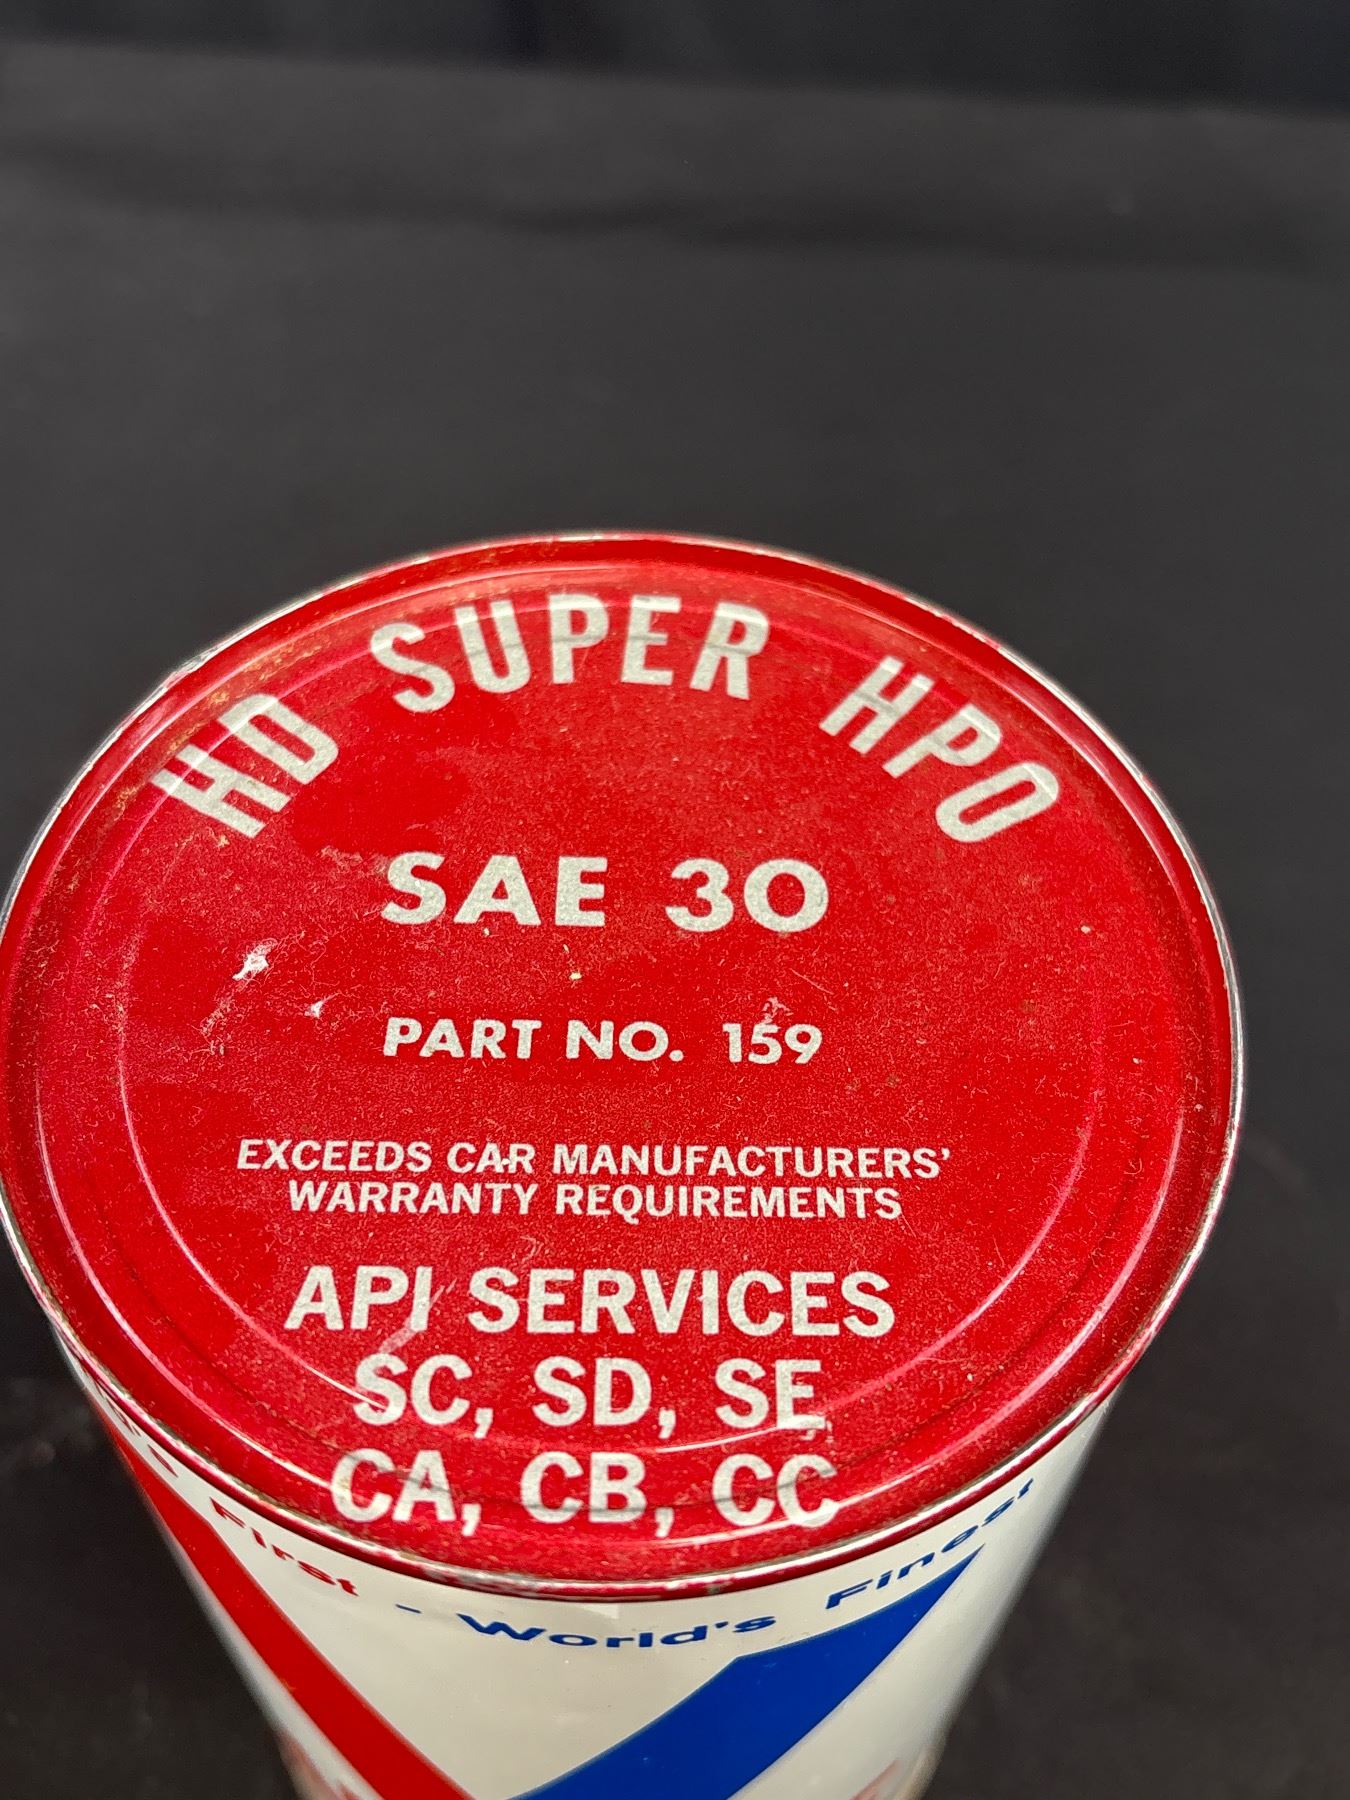 HD SUPER HPO
SAE 30
PART NO. 159
EXCEEDS CAR MANUFACTURERS'
WARRANTY REQUIREMENTS
API SERVICES
SC, SD, SE
CA, CB, CC
First - World's Finest